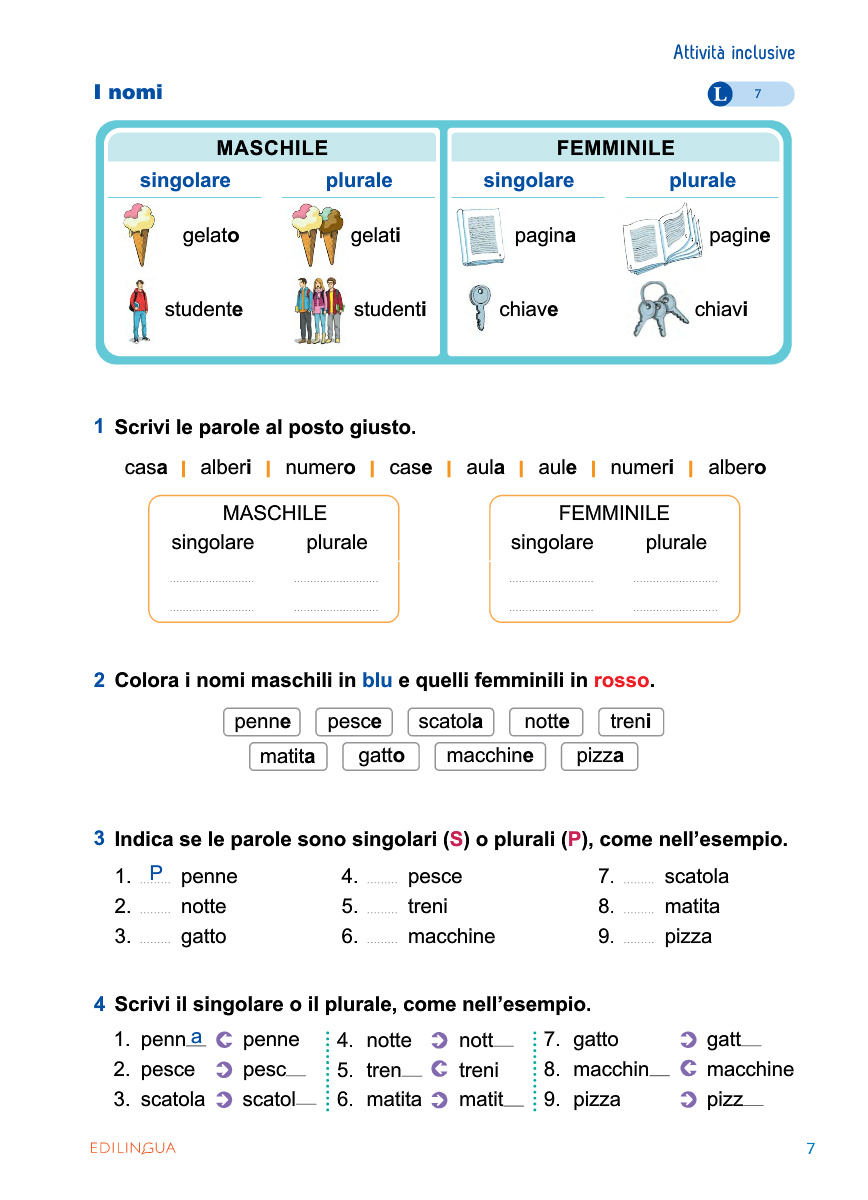 Attività inclusive
I nomi
L 7
MASCHILE FEMMINILE
singolare plurale singolare plurale
gelato gelati pagina pagine
studente studenti chiave chiavi
1 Scrivi le parole al posto giusto.
casa | alberi | numero | case | aula | aule | numeri | albero
MASCHILE FEMMINILE
singolare plurale singolare plurale
2 Colora i nomi maschili in blu e quelli femminili in rosso.
penne pesce scatola notte treni
matita gatto macchine pizza
3 Indica se le parole sono singolari (S) o plurali (P), come nell'esempio.
1. P penne 4. ........ pesce 7. ........ scatola
2. ........ notte 5. ........ treni 8. ........ matita
3. ........ gatto 6. ........ macchine 9. ........ pizza
4 Scrivi il singolare o il plurale, come nell'esempio.
1. penna penne 4. notte nott__ 7. gatto gatt__
2. pesce pesc__ 5. tren__ treni 8. macchin__ macchine
3. scatola scatol__ 6. matita matit__ 9. pizza pizz__
EDILINGUA 7